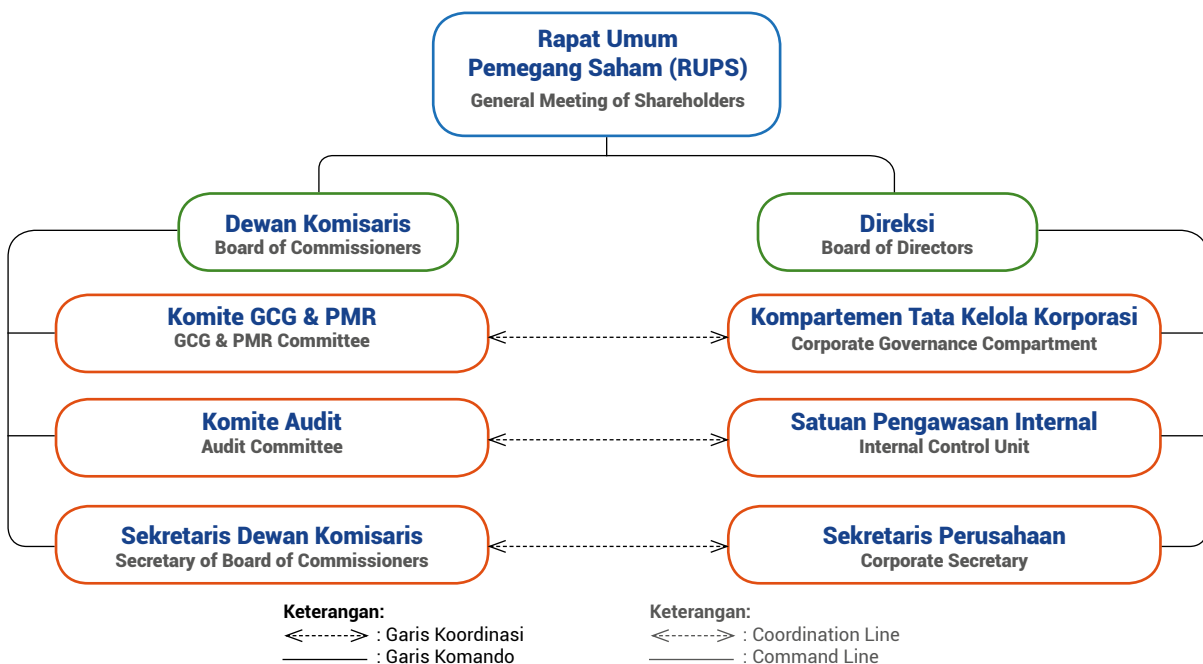 Rapat Umum
Pemegang Saham (RUPS)
General Meeting of Shareholders
Dewan Komisaris
Board of Commissioners
Direksi
Board of Directors
Komite GCG & PMR
GCG & PMR Committee
Kompartemen Tata Kelola Korporasi
Corporate Governance Compartment
Komite Audit
Audit Committee
Satuan Pengawasan Internal
Internal Control Unit
Sekretaris Dewan Komisaris
Secretary of Board of Commissioners
Sekretaris Perusahaan
Corporate Secretary
Keterangan:
: Garis Koordinasi
: Garis Komando
Keterangan:
: Coordination Line
: Command Line